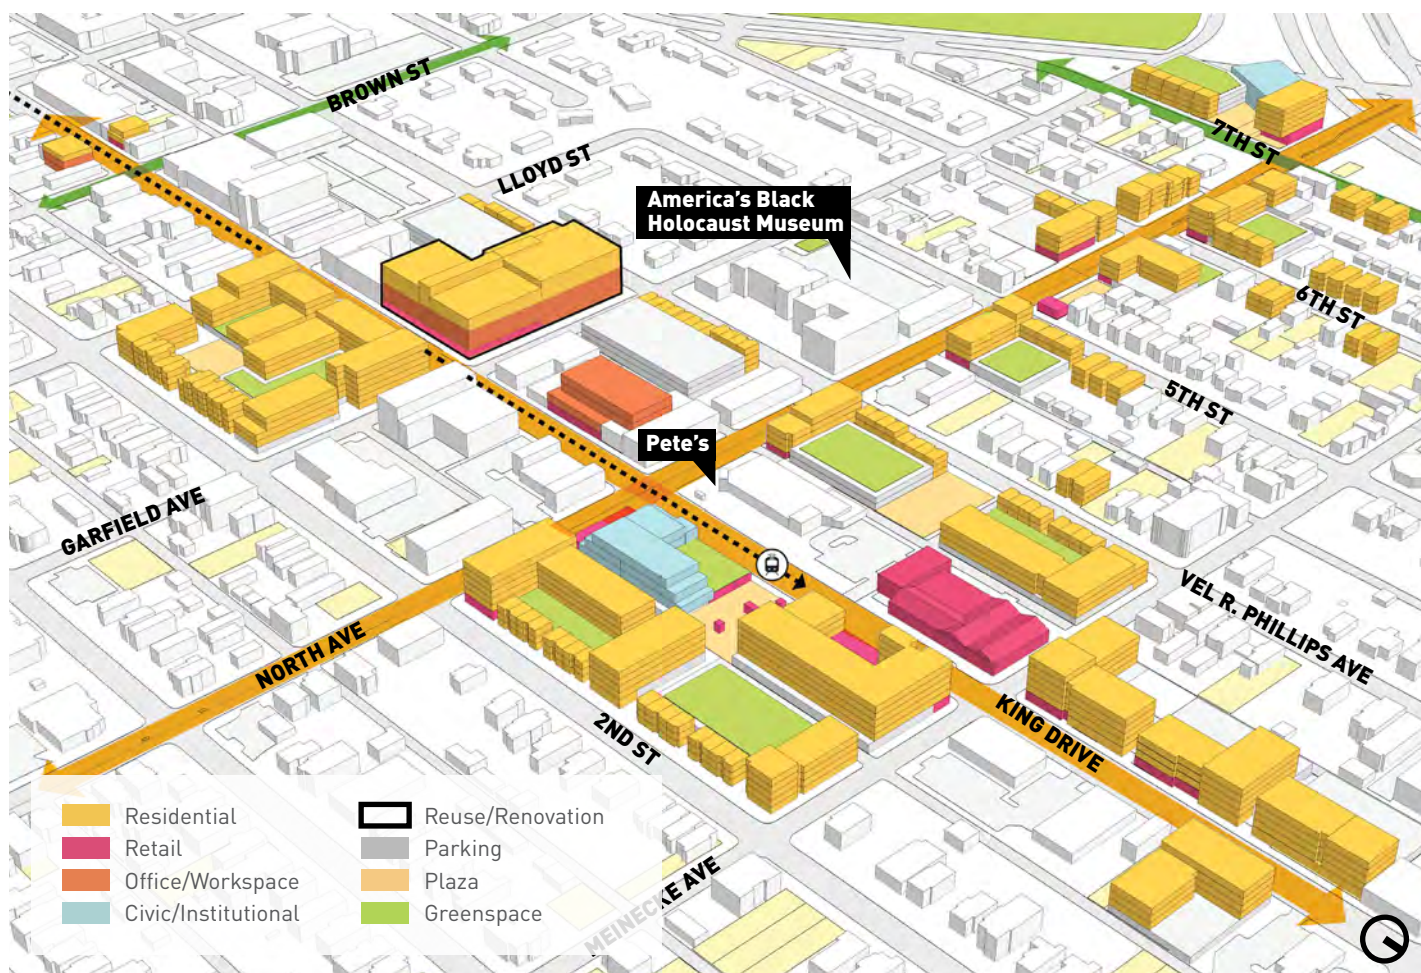 BROWN ST
LLOYD ST
7TH ST
America's Black
Holocaust Museum
6TH ST
5TH ST
Pete's
GARFIELD AVE
VEL R. PHILLIPS AVE
NORTH AVE
KING DRIVE
2ND ST
MEINECKE AVE
Residential
Retail
Office/Workspace
Civic/Institutional
Reuse/Renovation
Parking
Plaza
Greenspace